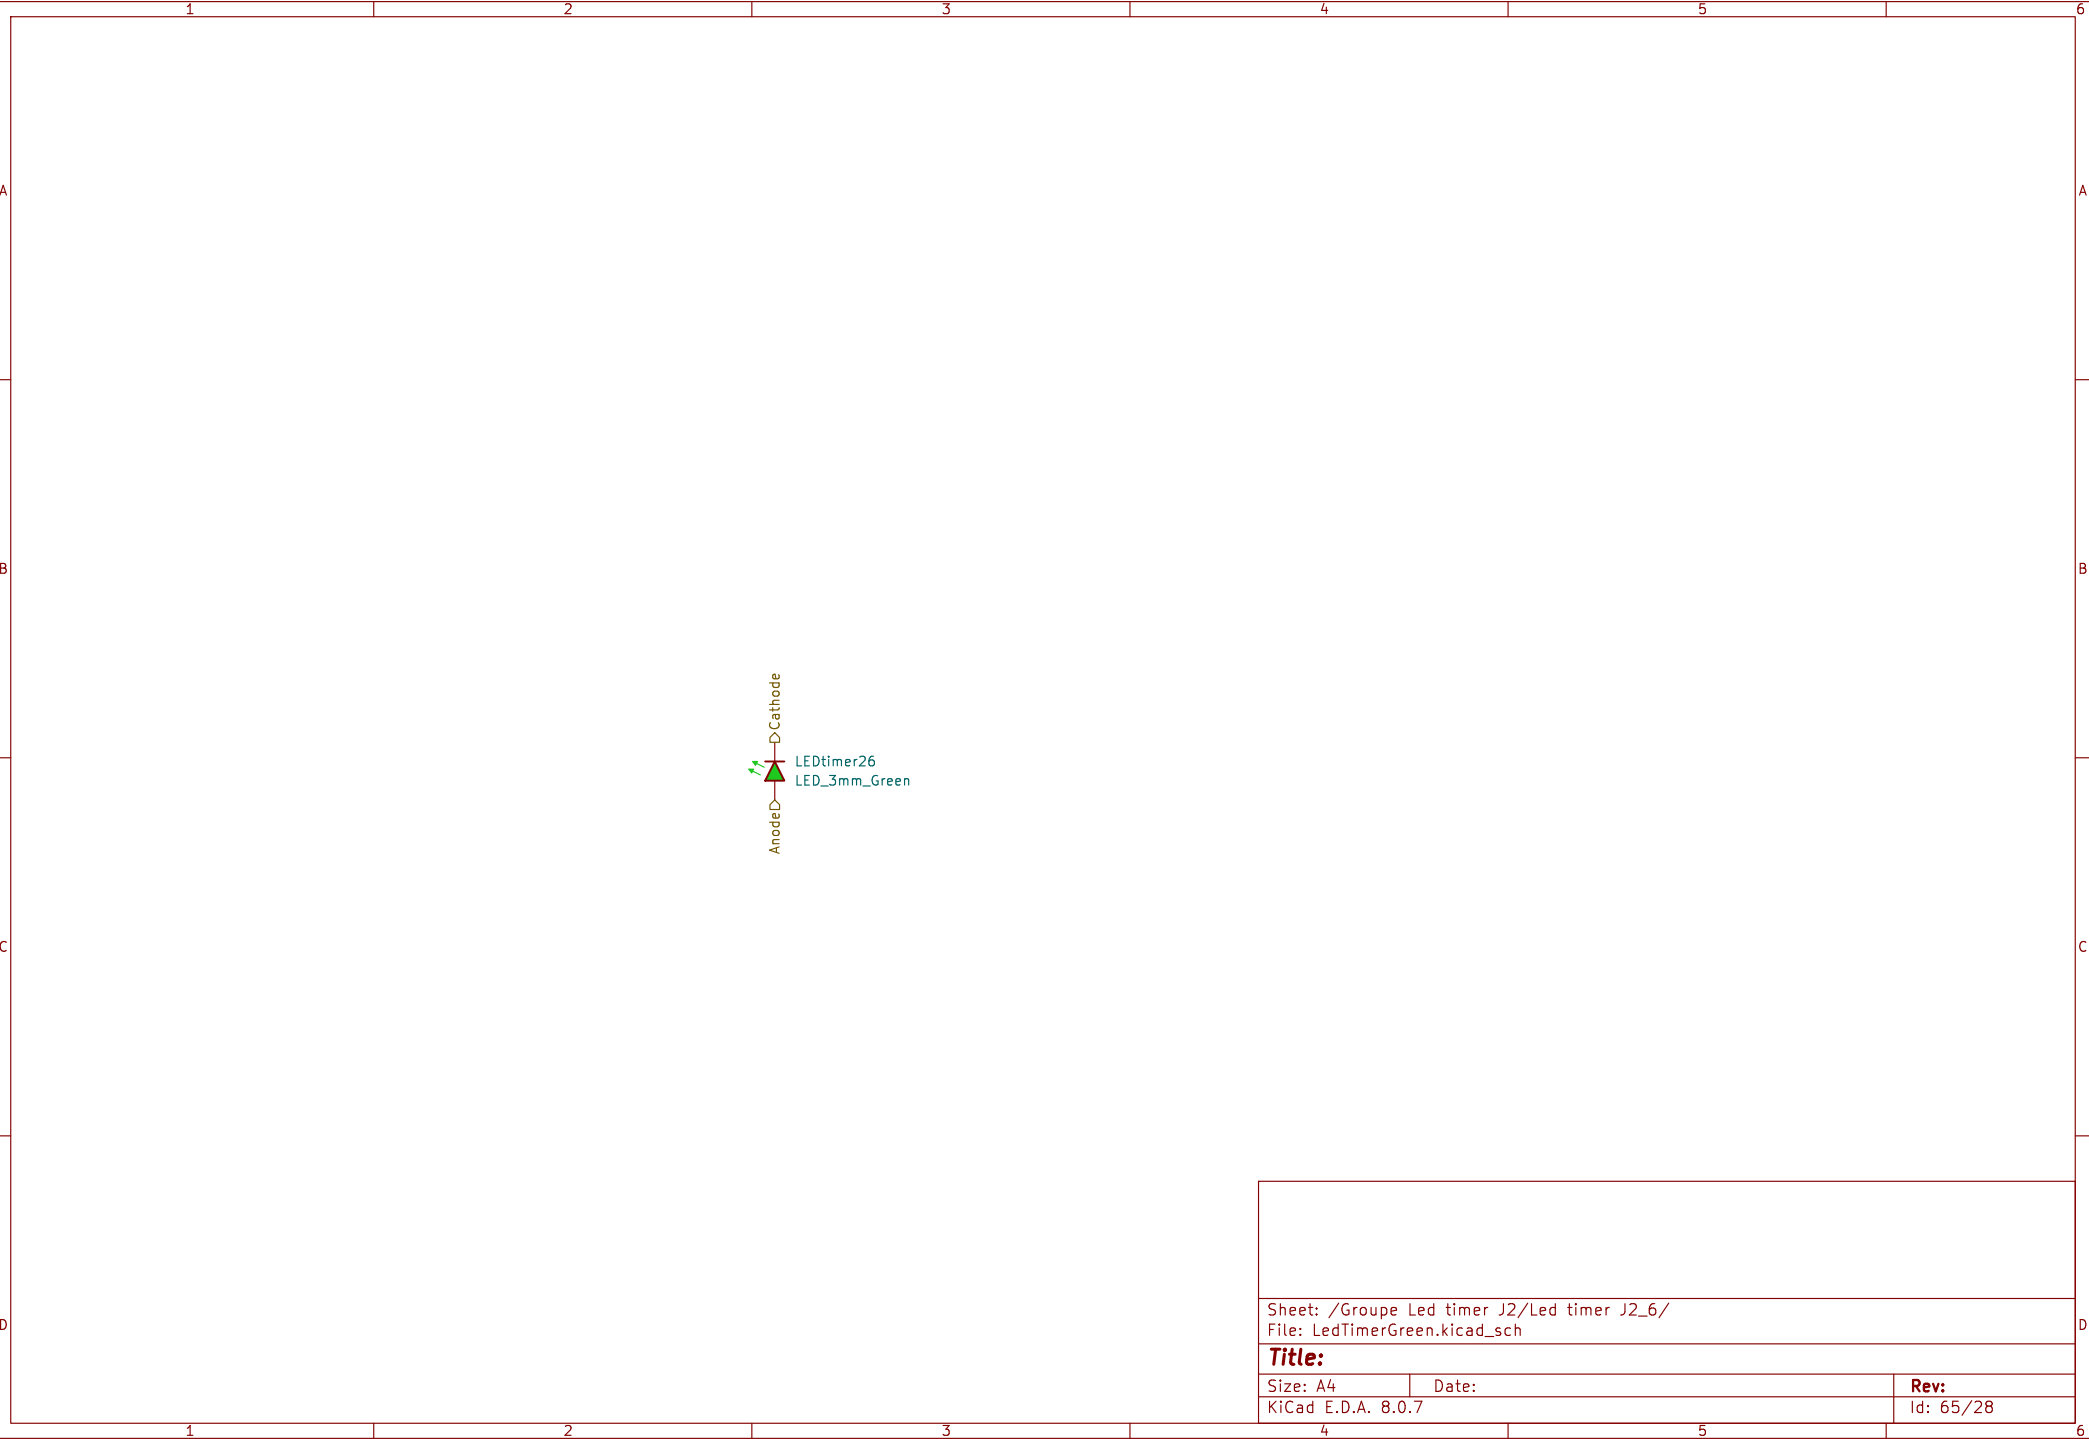 1 2 3 4 5 6
A A
B B
Cathode
LEDtimer26
LED_3mm_Green
Anode
C C
Sheet: /Groupe Led timer J2/Led timer J2_6/
File: LedTimerGreen.kicad_sch
D D
Title:
Size: A4 Date: Rev:
KiCad E.D.A. 8.0.7 Id: 65/28
1 2 3 4 5 6